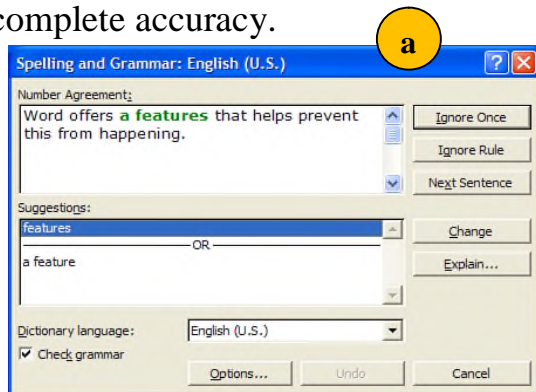 complete accuracy.
a
Spelling and Grammar: English (U.S.)
Number Agreement:
Word offers a features that helps prevent
this from happening.
Ignore Once
Ignore Rule
Next Sentence
Suggestions:
features
OR
a feature
Change
Explain...
Dictionary language: English (U.S.)
Check grammar
Options... Undo Cancel